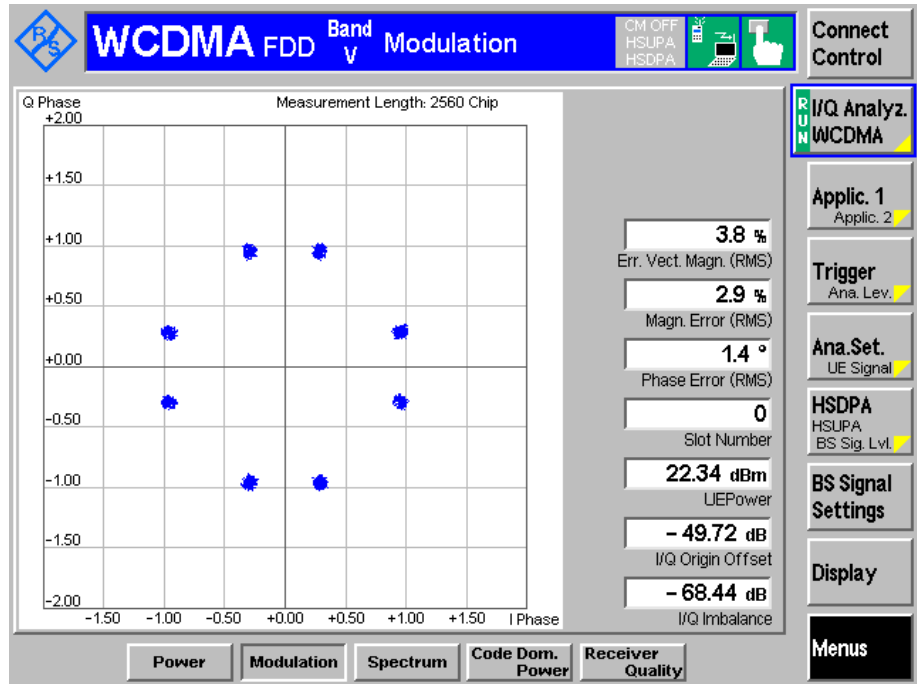 R&S
WCDMA FDD Band V Modulation
CM OFF
HSUPA
HSDPA
Connect Control
Q Phase
Measurement Length: 2560 Chip
+2.00
+1.50
+1.00
+0.50
+0.00
-0.50
-1.00
-1.50
-2.00
-1.50 -1.00 -0.50 +0.00 +0.50 +1.00 +1.50 I Phase
3.8 %
Err. Vect. Magn. (RMS)
2.9 %
Magn. Error (RMS)
1.4 °
Phase Error (RMS)
0
Slot Number
22.34 dBm
UEPower
- 49.72 dB
I/Q Origin Offset
- 68.44 dB
I/Q Imbalance
RUN
I/Q Analyz.
WCDMA
Applic. 1
Applic. 2
Trigger
Ana. Lev.
Ana.Set.
UE Signal
HSDPA
HSUPA
BS Sig. Lvl.
BS Signal
Settings
Display
Menus
Power
Modulation
Spectrum
Code Dom.
Power
Receiver
Quality